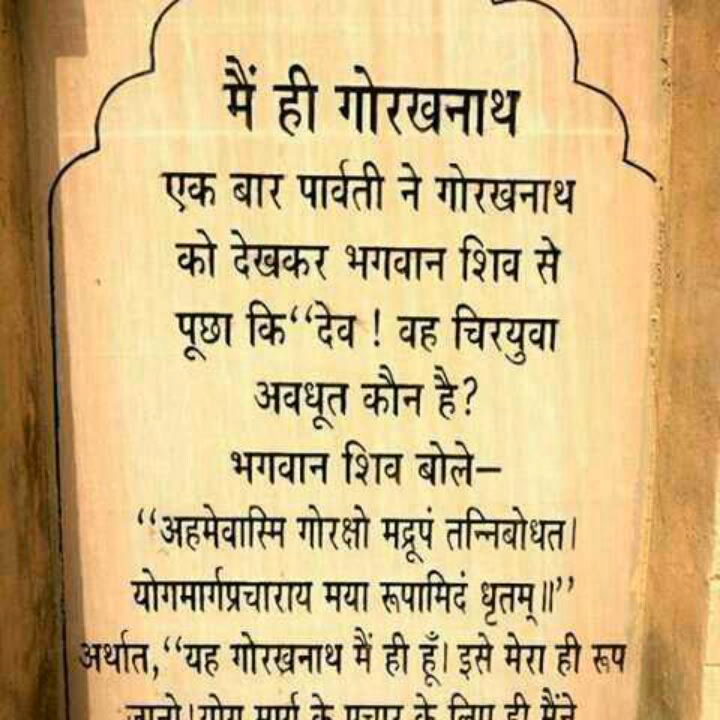 मैं ही गोरखनाथ
एक बार पार्वती ने गोरखनाथ
को देखकर भगवान शिव से
पूछा कि‘‘देव ! वह चिरयुवा
अवधूत कौन है?
भगवान शिव बोले–
‘‘अहमेवास्मि गोरक्षो मद्रूपं तन्निबोधत।
योगमार्गप्रचाराय मया रूपामिदं धृतम्॥’’
अर्थात,‘‘यह गोरखनाथ मैं ही हूँ। इसे मेरा ही रूप
जानो।योग मार्ग के प्रचार के लिए ही मैंने